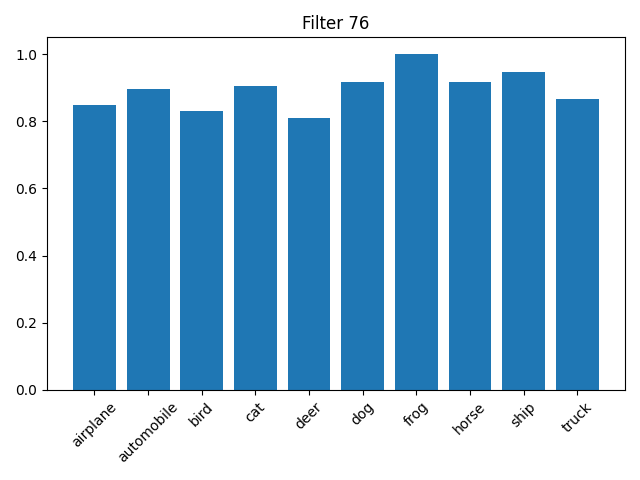 Filter 76
1.0
0.8
0.6
0.4
0.2
0.0
airplane
automobile
bird
cat
deer
dog
frog
horse
ship
truck